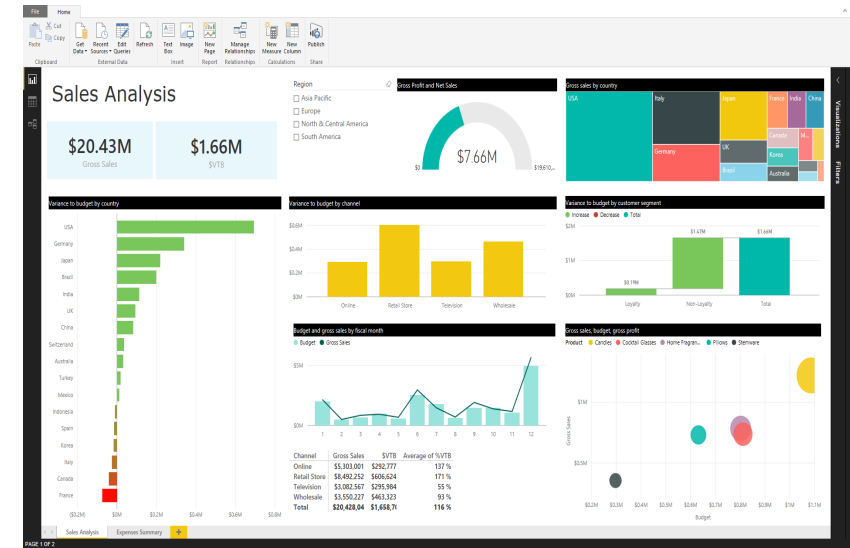 File Home
Paste
Cut
Copy
Get Data
Recent Sources
Edit Queries
Refresh
Text Box
Image
New Page
Manage Relationships
New Measure
New Column
Publish
Clipboard External Data Insert Report Relationships Calculations Share
Sales Analysis
$20.43M
Gross Sales
$1.66M
$VTB
Region
Asia Pacific
Europe
North & Central America
South America
Gross Profit and Net Sales
$7.66M
$0 $19,610,...
Gross sales by country
USA
Italy
Germany
Japan
UK
Brazil
France
India
China
Canada
M...
Korea
Australia
Visualizations
Filters
Variance to budget by country
USA
Germany
Japan
Brazil
India
UK
China
Switzerland
Australia
Turkey
Mexico
Indonesia
Spain
Korea
Italy
Canada
France
($0.2M) $0M $0.2M $0.4M $0.6M $0.8M
Variance to budget by channel
$0.6M
$0.4M
$0.2M
$0M
Online Retail Store Television Wholesale
Variance to budget by customer segment
Increase Decrease Total
$2M
$1M
$0M
$0.19M $1.47M $1.66M
Loyalty Non-Loyalty Total
Budget and gross sales by fiscal month
Budget Gross Sales
$5M
$0M
1 2 3 4 5 6 7 8 9 10 11 12
Channel Gross Sales $VTB Average of %VTB
Online $5,303,001 $292,777 137 %
Retail Store $8,492,252 $606,624 171 %
Television $3,082,567 $295,984 55 %
Wholesale $3,550,227 $463,323 93 %
Total $20,428,04 $1,658,7( 116 %
Gross sales, budget, gross profit
Product Candles Cocktail Glasses Home Fragran... Pillows Stemware
Gross Sales
$1M
$0.5M
$0.2M $0.3M $0.4M $0.5M $0.6M $0.7M $0.8M $0.8M $1M $1.1M
Budget
Sales Analysis Expenses Summary +
PAGE 1 OF 2